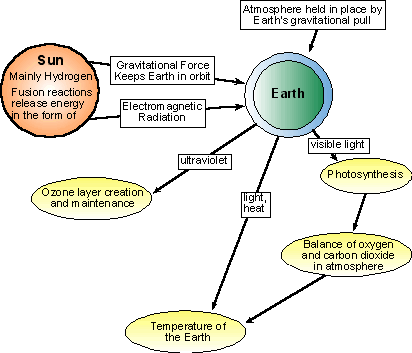 Atmosphere held in place by
Earth's gravitational pull
Sun
Mainly Hydrogen
Fusion reactions
release energy
in the form of
Gravitational Force
Keeps Earth in orbit
Electromagnetic
Radiation
Earth
ultraviolet
visible light
light,
heat
Ozone layer creation
and maintenance
Photosynthesis
Balance of oxygen
and carbon dioxide
in atmosphere
Temperature of
the Earth